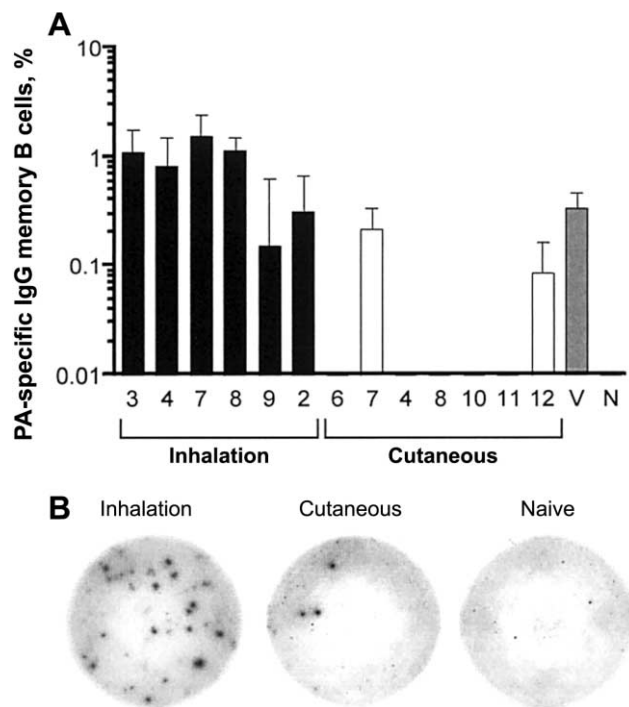 A
PA-specific IgG memory B cells, %
10
1
0.1
0.01
3 4 7 8 9 2 6 7 4 8 10 11 12 V N
Inhalation Cutaneous
B
Inhalation Cutaneous Naive